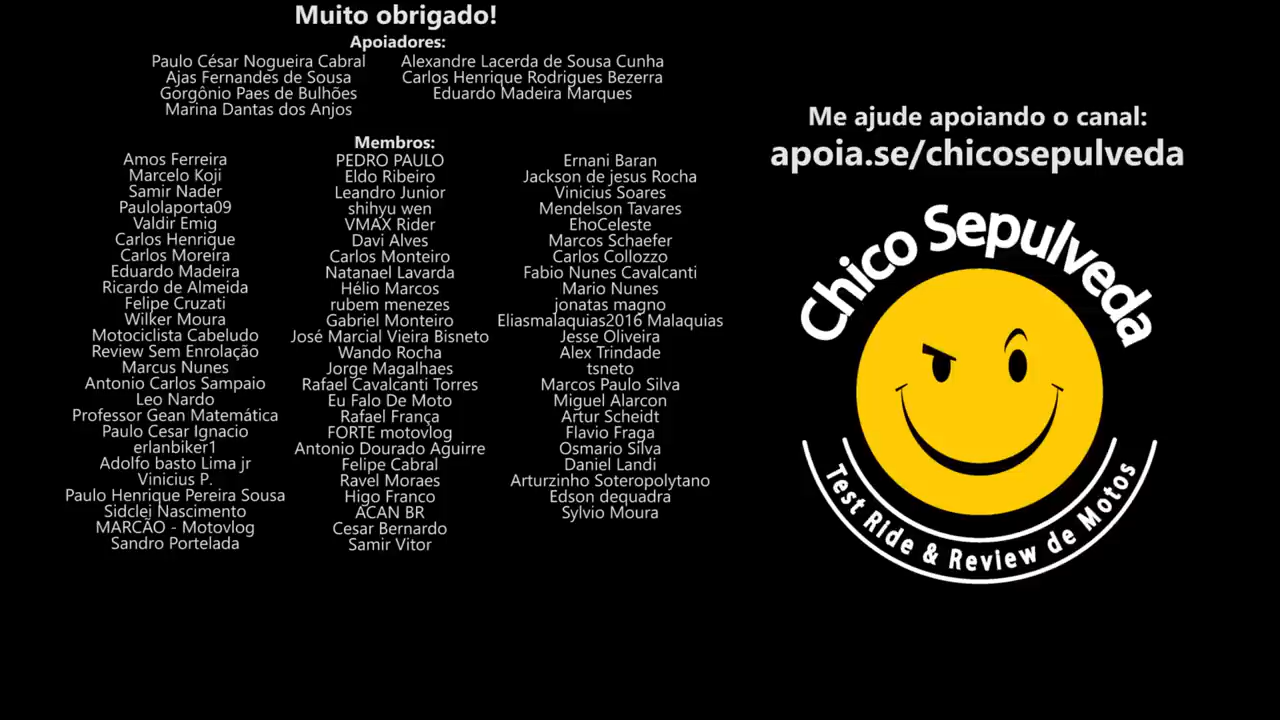 Muito obrigado!
Apoiadores:
Paulo César Nogueira Cabral
Ajas Fernandes de Sousa
Gorgônio Paes de Bulhões
Marina Dantas dos Anjos
Alexandre Lacerda de Sousa Cunha
Carlos Henrique Rodrigues Bezerra
Eduardo Madeira Marques
Membros:
Amos Ferreira
Marcelo Koji
Samir Nader
Paulolaporta09
Valdir Emig
Carlos Henrique
Carlos Moreira
Eduardo Madeira
Ricardo de Almeida
Felipe Cruzati
Wilker Moura
Motociclista Cabeludo
Review Sem Enrolação
Marcus Nunes
Antonio Carlos Sampaio
Leo Nardo
Professor Gean Matemática
Paulo Cesar Ignacio
erlanbiker1
Adolfo basto Lima jr
Vinicius P.
Paulo Henrique Pereira Sousa
Sidclei Nascimento
MARCÃO - Motovlog
Sandro Portelada
PEDRO PAULO
Eldo Ribeiro
Leandro Junior
shihyu wen
VMAX Rider
Davi Alves
Carlos Monteiro
Natanael Lavarda
Hélio Marcos
rubem menezes
Gabriel Monteiro
José Marcial Vieira Bisneto
Wando Rocha
Jorge Magalhaes
Rafael Cavalcanti Torres
Eu Falo De Moto
Rafael França
FORTE motovlog
Antonio Dourado Aguirre
Felipe Cabral
Ravel Moraes
Higo Franco
ACAN BR
Cesar Bernardo
Samir Vitor
Ernani Baran
Jackson de jesus Rocha
Vinicius Soares
Mendelson Tavares
EhoCeleste
Marcos Schaefer
Carlos Collozzo
Fabio Nunes Cavalcanti
Mario Nunes
jonatas magno
Eliasmalaquias2016 Malaquias
Jesse Oliveira
Alex Trindade
tsneto
Marcos Paulo Silva
Miguel Alarcon
Artur Scheidt
Flavio Fraga
Osmario Silva
Daniel Landi
Arturzinho Soteropolytano
Edson dequadra
Sylvio Moura
Me ajude apoiando o canal:
apoia.se/chicosepulveda
Chico Sepulveda
Test Ride & Review de Motos